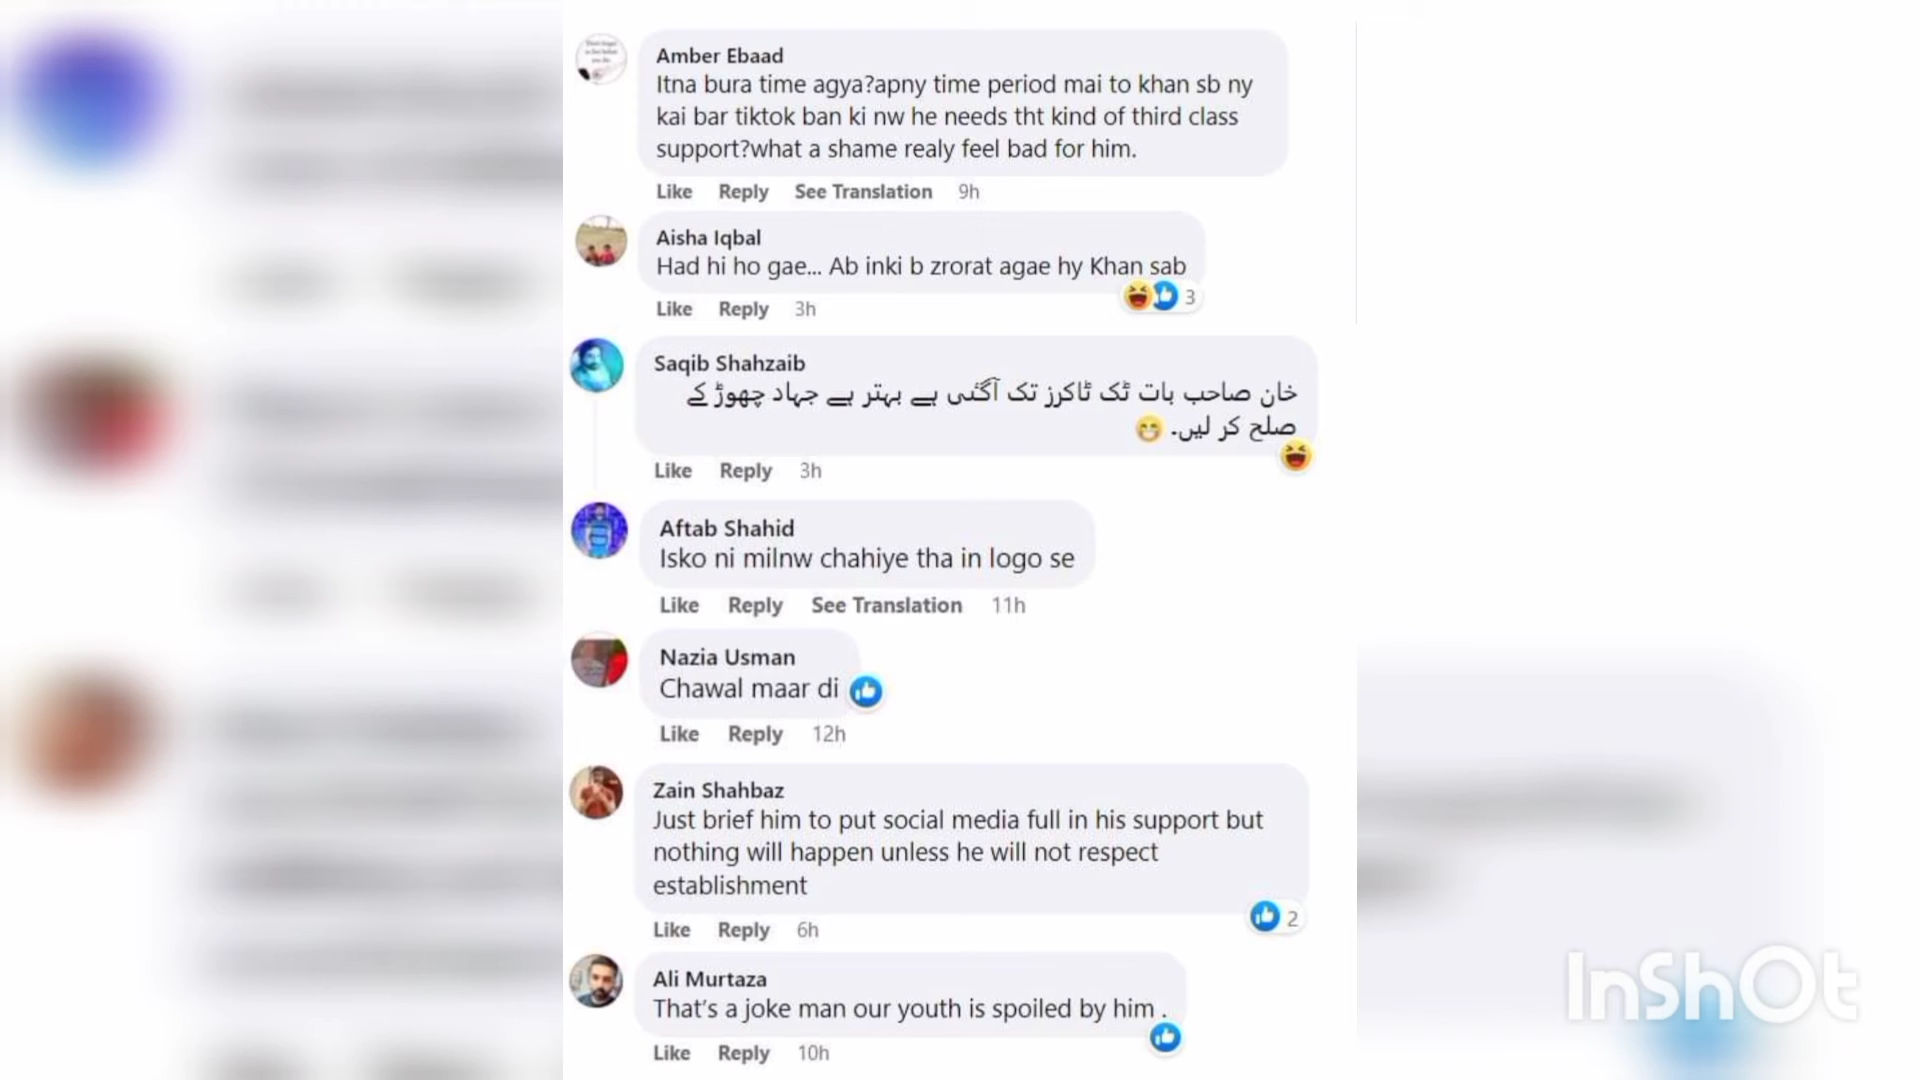 Amber Ebaad
Itna bura time agya?apny time period mai to khan sb ny
kai bar tiktok ban ki nw he needs tht kind of third class
support?what a shame realy feel bad for him.
Like Reply See Translation 9h
Aisha Iqbal
Had hi ho gae... Ab inki b zrorat agae hy Khan sab
3
Like Reply 3h
Saqib Shahzaib
خان صاحب بات ٹک ٹاکرز تک آگئی ہے بہتر ہے جہاد چھوڑ کے
صلح کر لیں۔ 😁
Like Reply 3h
Aftab Shahid
Isko ni milnw chahiye tha in logo se
Like Reply See Translation 11h
Nazia Usman
Chawal maar di
Like Reply 12h
Zain Shahbaz
Just brief him to put social media full in his support but
nothing will happen unless he will not respect
establishment
2
Like Reply 6h
Ali Murtaza
That's a joke man our youth is spoiled by him .
Like Reply 10h
InShOt